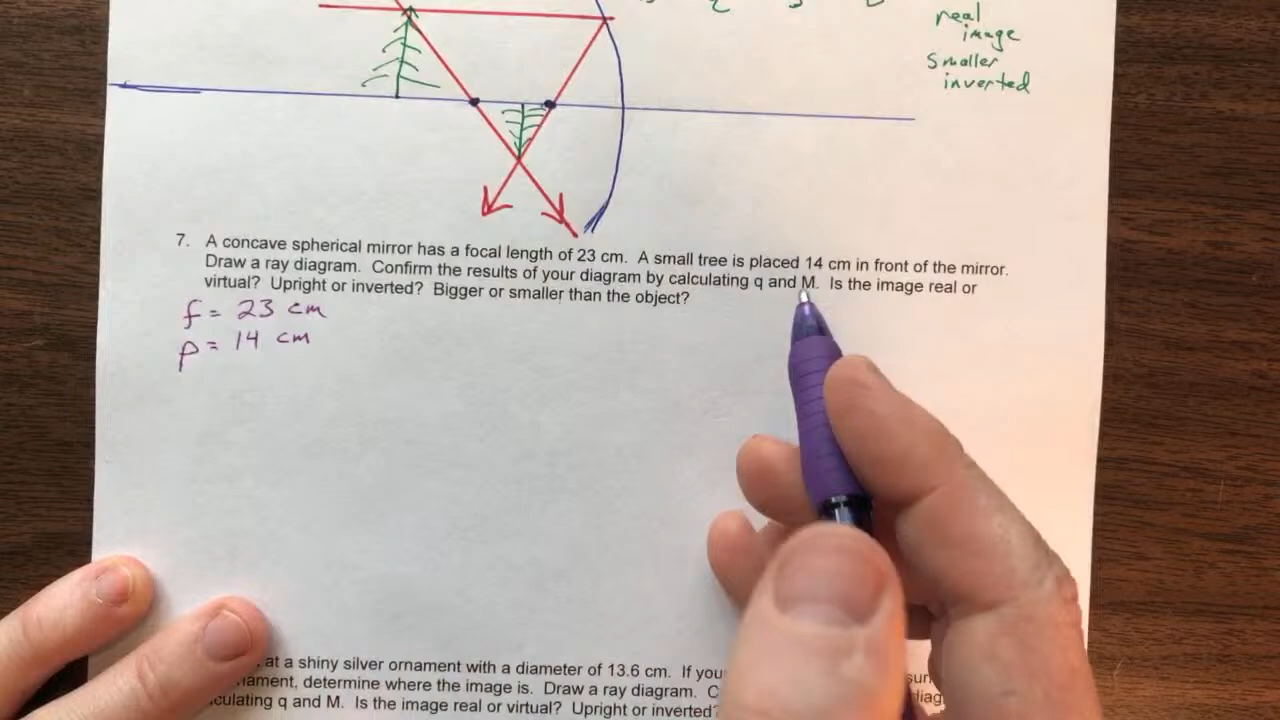 real
image
smaller
inverted
7. A concave spherical mirror has a focal length of 23 cm. A small tree is placed 14 cm in front of the mirror.
Draw a ray diagram. Confirm the results of your diagram by calculating q and M. Is the image real or
virtual? Upright or inverted? Bigger or smaller than the object?
f = 23 cm
p = 14 cm
at a shiny silver ornament with a diameter of 13.6 cm. If you
determine where the image is. Draw a ray diagram.
q and M. Is the image real or virtual? Upright or inverted?